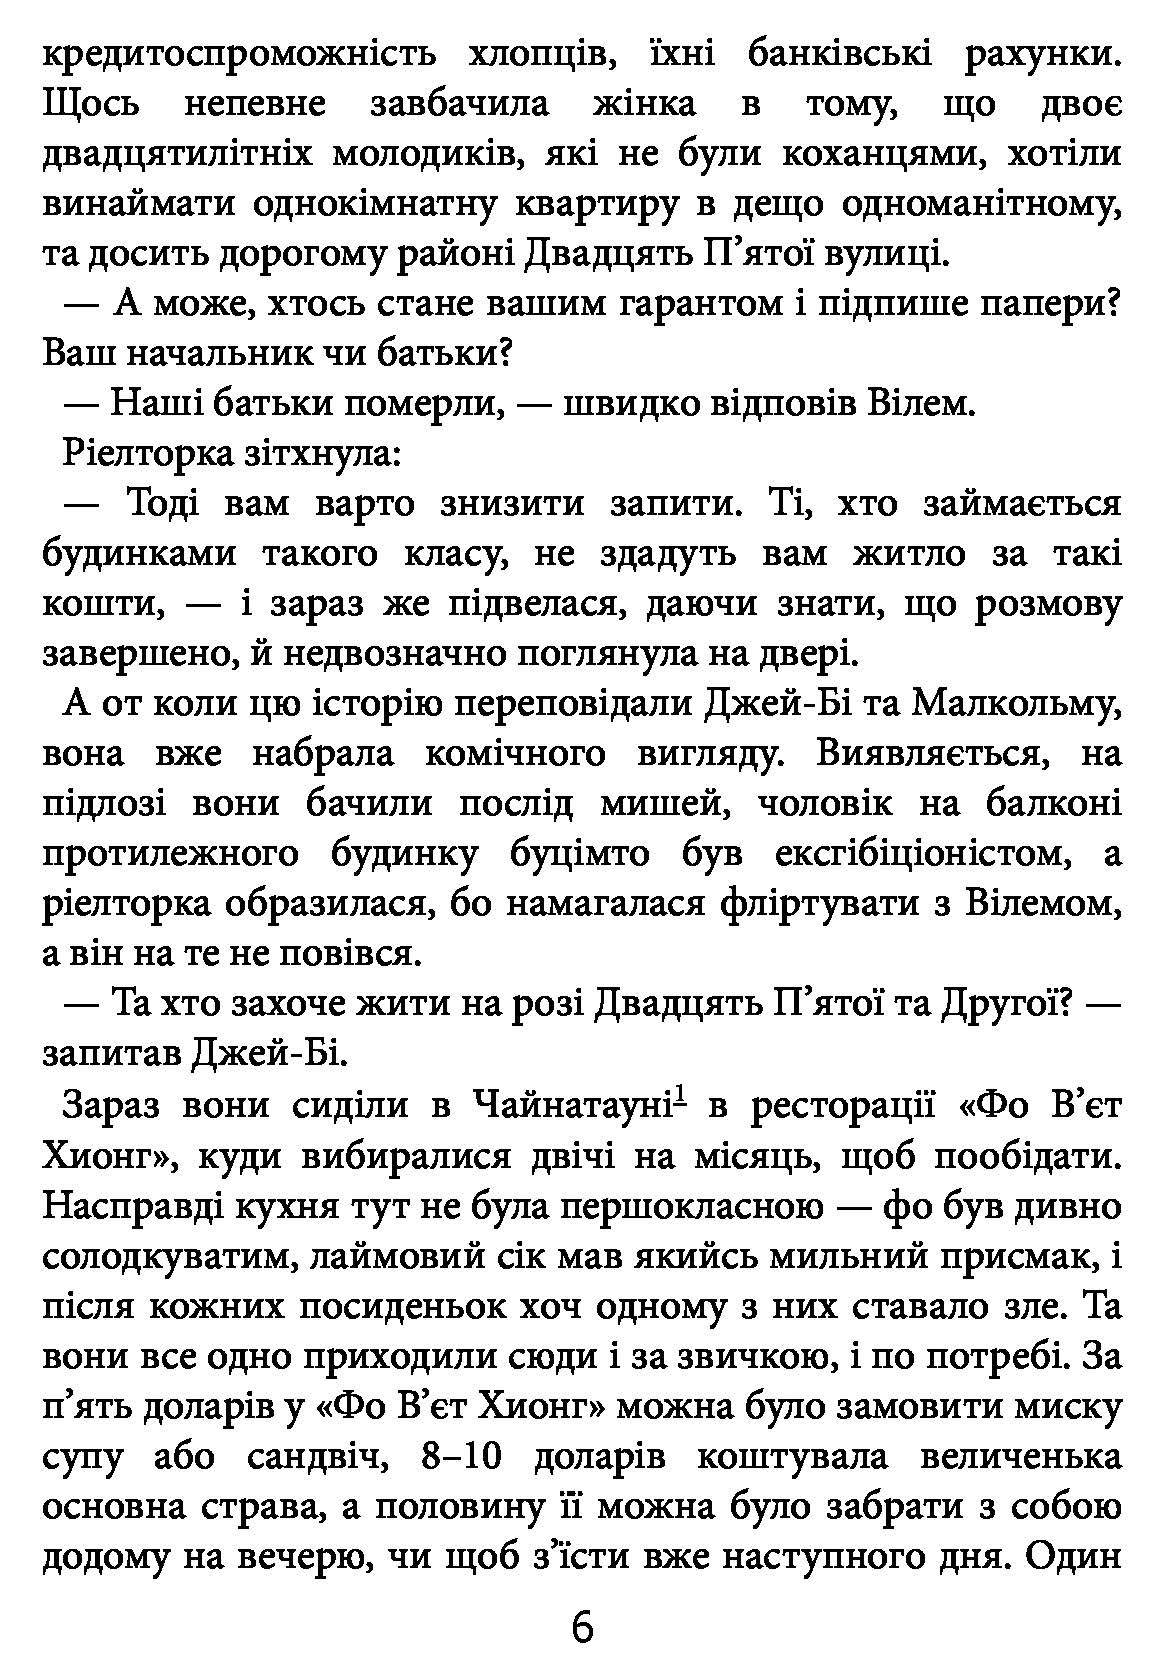 кредитоспроможність хлопців, їхні банківські рахунки.
Щось непевне завбачила жінка в тому, що двоє
двадцятилітніх молодиків, які не були коханцями, хотіли
винаймати однокімнатну квартиру в дещо одноманітному,
та досить дорогому районі Двадцять П’ятої вулиці.
— А може, хтось стане вашим гарантом і підпише папери?
Ваш начальник чи батьки?
— Наші батьки померли, — швидко відповів Вілем.
Ріелторка зітхнула:
— Тоді вам варто знизити запити. Ті, хто займається
будинками такого класу, не здадуть вам житло за такі
кошти, — і зараз же підвелася, даючи знати, що розмову
завершено, й недвозначно поглянула на двері.
А от коли цю історію переповідали Джей-Бі та Малкольму,
вона вже набрала комічного вигляду. Виявляється, на
підлозі вони бачили послід мишей, чоловік на балконі
протилежного будинку буцімто був ексгібіціоністом, а
ріелторка образилася, бо намагалася фліртувати з Вілемом,
а він на те не повівся.
— Та хто захоче жити на розі Двадцять П’ятої та Другої? —
запитав Джей-Бі.
Зараз вони сиділи в Чайнатауні1 в ресторації «Фо В’єт
Хионг», куди вибиралися двічі на місяць, щоб пообідати.
Насправді кухня тут не була першокласною — фо був дивно
солодкуватим, лаймовий сік мав якийсь мильний присмак, і
після кожних посиденьок хоч одному з них ставало зле. Та
вони все одно приходили сюди і за звичкою, і по потребі. За
п’ять доларів у «Фо В’єт Хионг» можна було замовити миску
супу або сандвіч, 8–10 доларів коштувала величенька
основна страва, а половину її можна було забрати з собою
додому на вечерю, чи щоб з’їсти вже наступного дня. Один
6